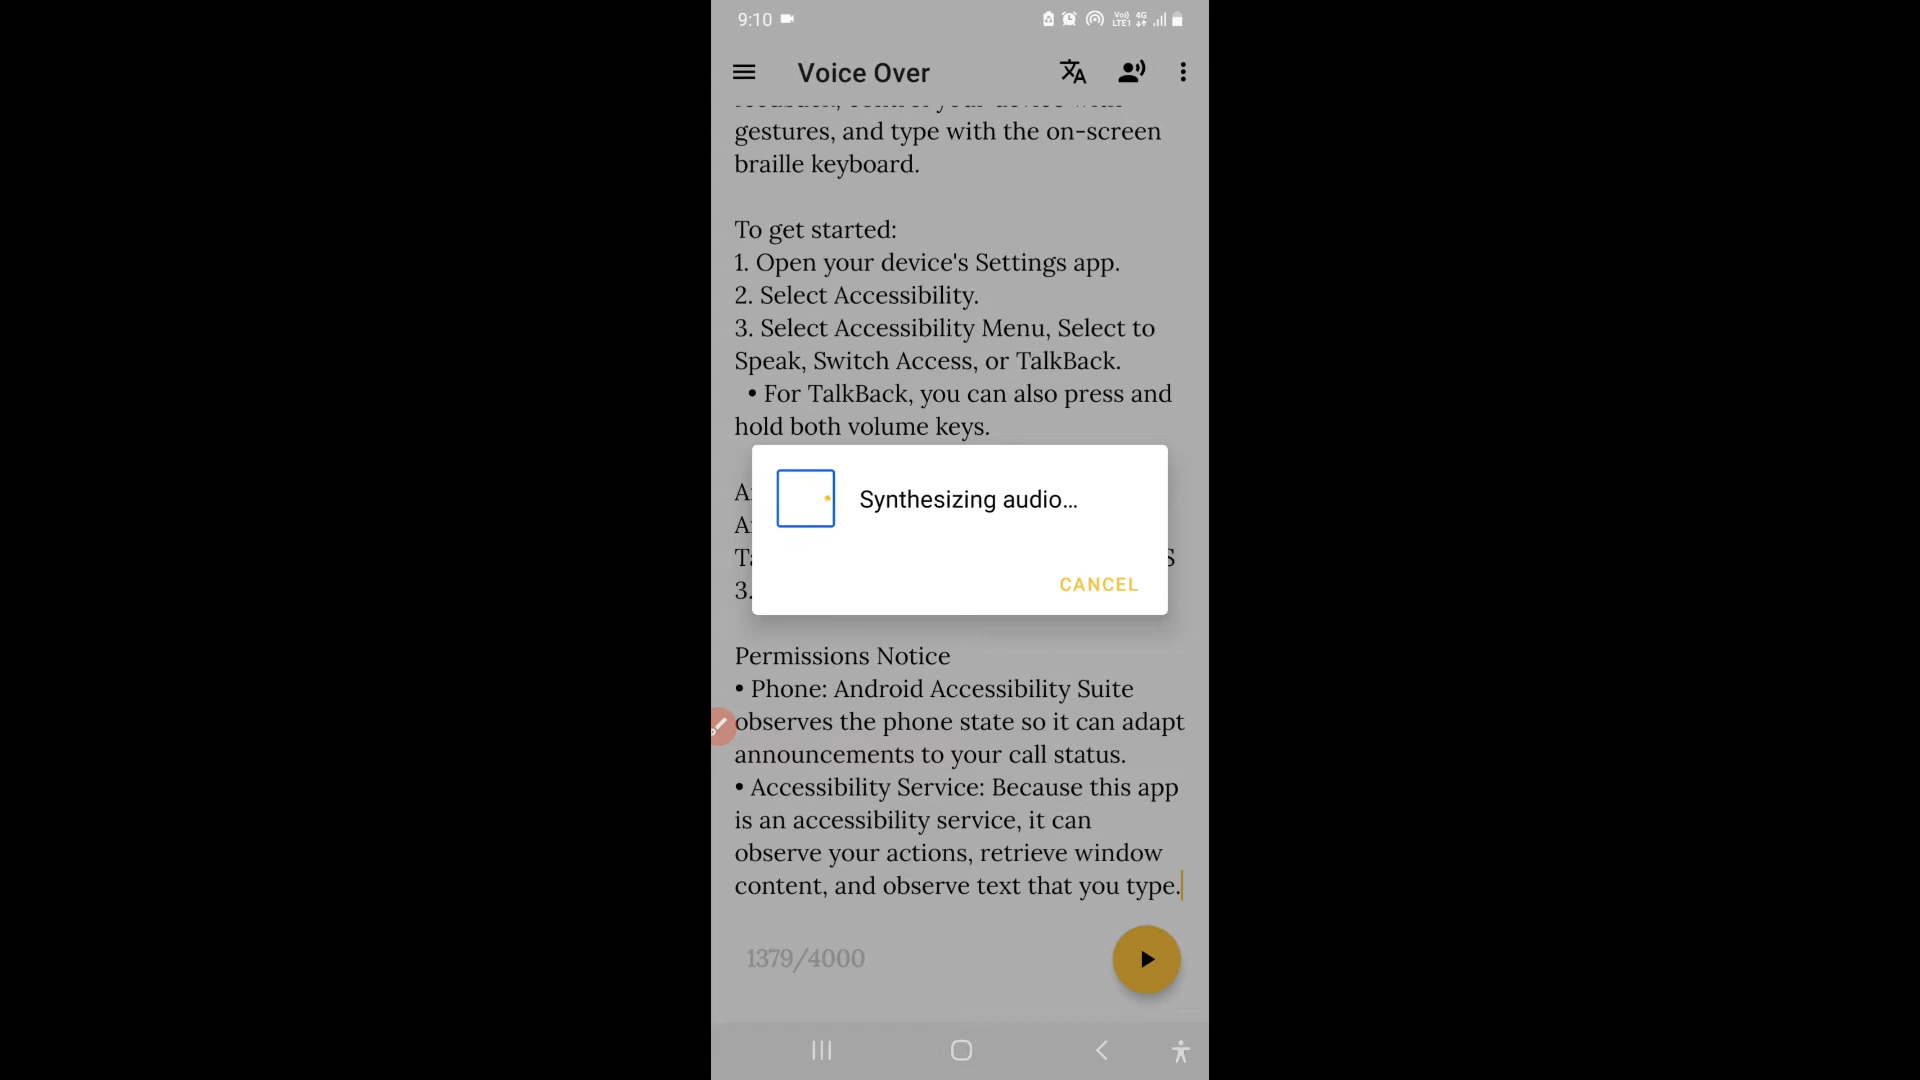 9:10
Voice Over
gestures, and type with the on-screen
braille keyboard.
To get started:
1. Open your device's Settings app.
2. Select Accessibility.
3. Select Accessibility Menu, Select to
Speak, Switch Access, or TalkBack.
• For TalkBack, you can also press and
hold both volume keys.
Synthesizing audio...
3.
CANCEL
Permissions Notice
• Phone: Android Accessibility Suite
observes the phone state so it can adapt
announcements to your call status.
• Accessibility Service: Because this app
is an accessibility service, it can
observe your actions, retrieve window
content, and observe text that you type.
1379/4000